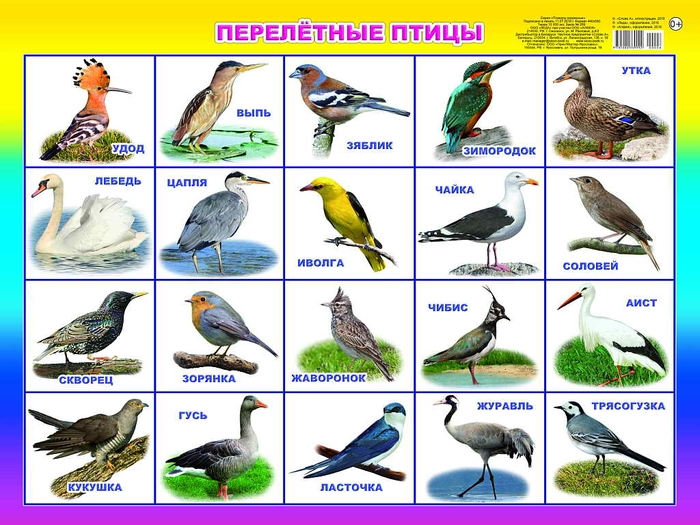 ПЕРЕЛЁТНЫЕ ПТИЦЫ
0+
УДОД
ВЫПЬ
ЗЯБЛИК
ЗИМОРОДОК
УТКА
ЛЕБЕДЬ
ЦАПЛЯ
ИВОЛГА
ЧАЙКА
СОЛОВЕЙ
СКВОРЕЦ
ЗОРЯНКА
ЖАВОРОНОК
ЧИБИС
АИСТ
КУКУШКА
ГУСЬ
ЛАСТОЧКА
ЖУРАВЛЬ
ТРЯСОГУЗКА